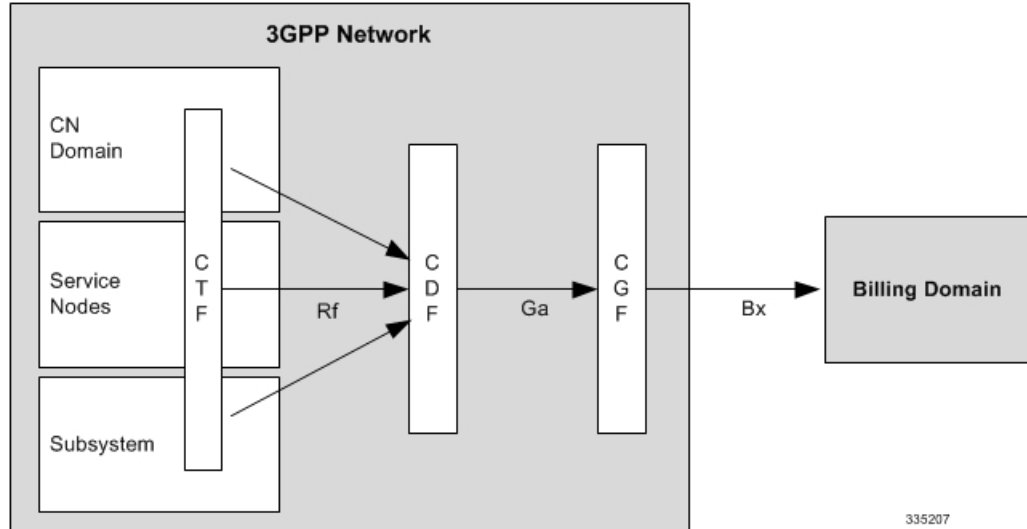 3GPP Network
CN
Domain
Service
Nodes
Subsystem
C
T
F
Rf
C
D
F
Ga
C
G
F
Bx
Billing Domain
335207